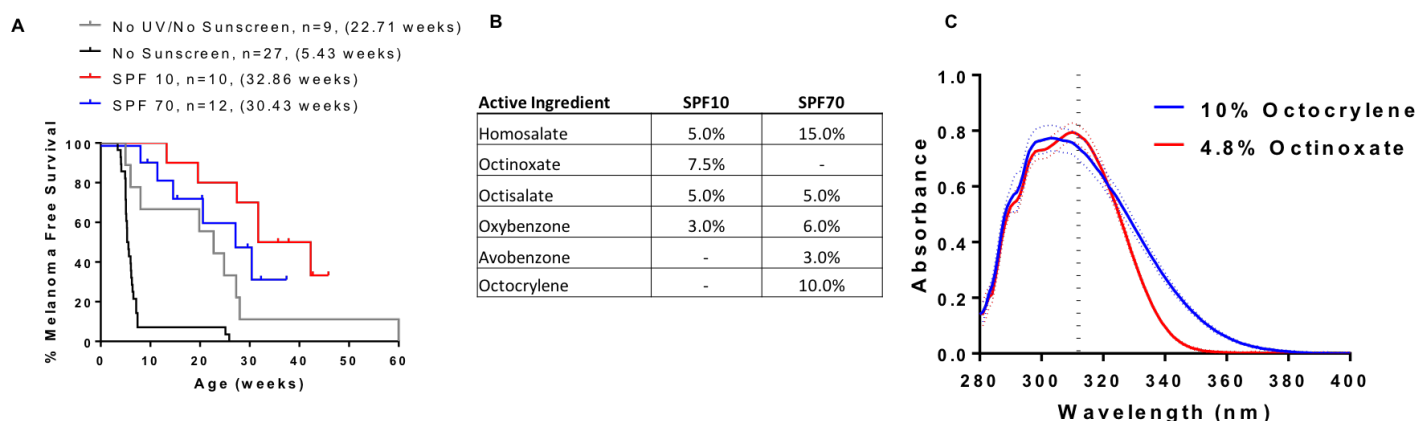 A
No UV/No Sunscreen, n=9, (22.71 weeks)
No Sunscreen, n=27, (5.43 weeks)
SPF 10, n=10, (32.86 weeks)
SPF 70, n=12, (30.43 weeks)
% Melanoma Free Survival
100
80
60
40
20
0
0 10 20 30 40 50 60
Age (weeks)
B
Active Ingredient SPF10 SPF70
Homosalate 5.0% 15.0%
Octinoxate 7.5% -
Octisalate 5.0% 5.0%
Oxybenzone 3.0% 6.0%
Avobenzone - 3.0%
Octocrylene - 10.0%
C
10% Octocrylene
4.8% Octinoxate
Absorbance
1.0
0.8
0.6
0.4
0.2
0.0
280 300 320 340 360 380 400
Wavelength (nm)